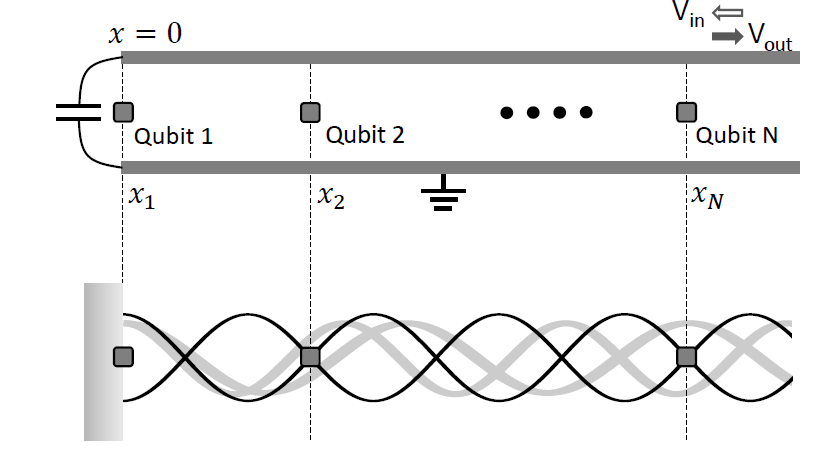 V_in
x = 0
V_out
Qubit 1
Qubit 2
Qubit N
x_1
x_2
x_N